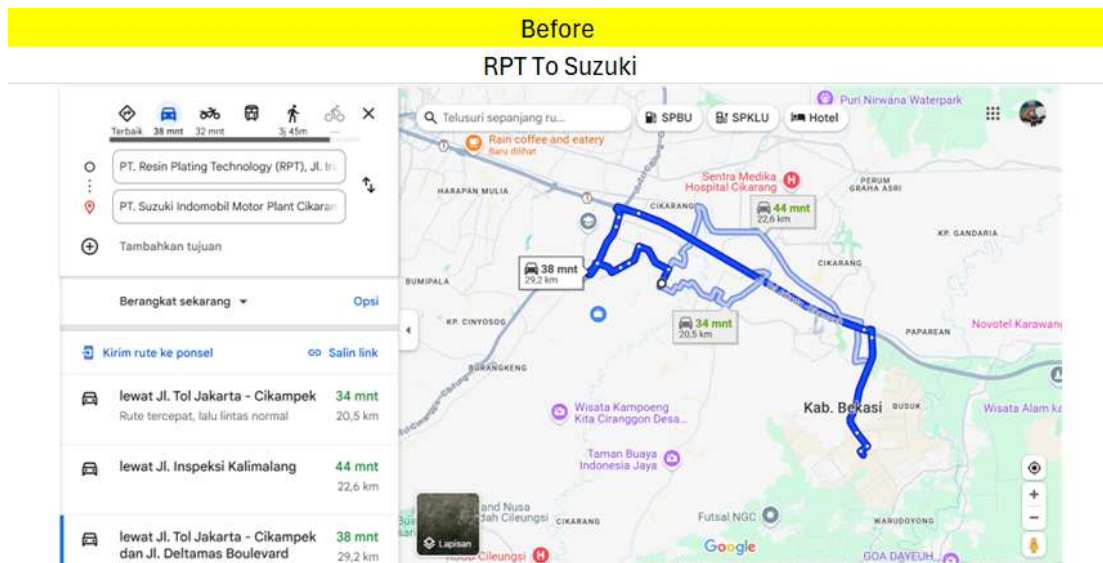 Before
RPT To Suzuki
Terbaik
38 mnt
32 mnt
3j 45m
PT. Resin Plating Technology (RPT), Jl. In
PT. Suzuki Indomobil Motor Plant Cikaran
Tambahkan tujuan
Berangkat sekarang
Opsi
Kirim rute ke ponsel
Salin link
lewat Jl. Tol Jakarta - Cikampek 34 mnt
Rute tercepat, lalu lintas normal 20,5 km
lewat Jl. Inspeksi Kalimalang 44 mnt
22,6 km
lewat Jl. Tol Jakarta - Cikampek 38 mnt
dan Jl. Deltamas Boulevard 29,2 km
Telusuri sepanjang ru...
SPBU
SPKLU
Hotel
Puri Nirwana Waterpark
Rain coffee and eatery
Baru dilihat
HARAPAN MULIA
Sentra Medika
Hospital Cikarang
PERUM
GRAHA ASRI
CIKARANG
44 mnt
22,6 km
KP. GANDARIA
CIKARANG
38 mnt
29,2 km
BUMIPALA
KP. CINYOSOG
34 mnt
20,5 km
PAPAREAN
Novotel Karawang
BURANGKENG
Wisata Kampoeng
Kita Ciranggon Desa...
Kab. Bekasi
BUSUK
Wisata Alam ka
Taman Buaya
Indonesia Jaya
and Nusa
dah Cileungsi
CIKARANG
Futsal NGC
WARUDOYONG
Lapisan
Cileungsi
Google
GOA DAYEUH